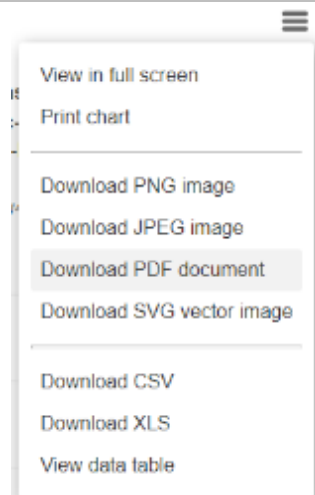 View in full screen
Print chart
Download PNG image
Download JPEG image
Download PDF document
Download SVG vector image
Download CSV
Download XLS
View data table